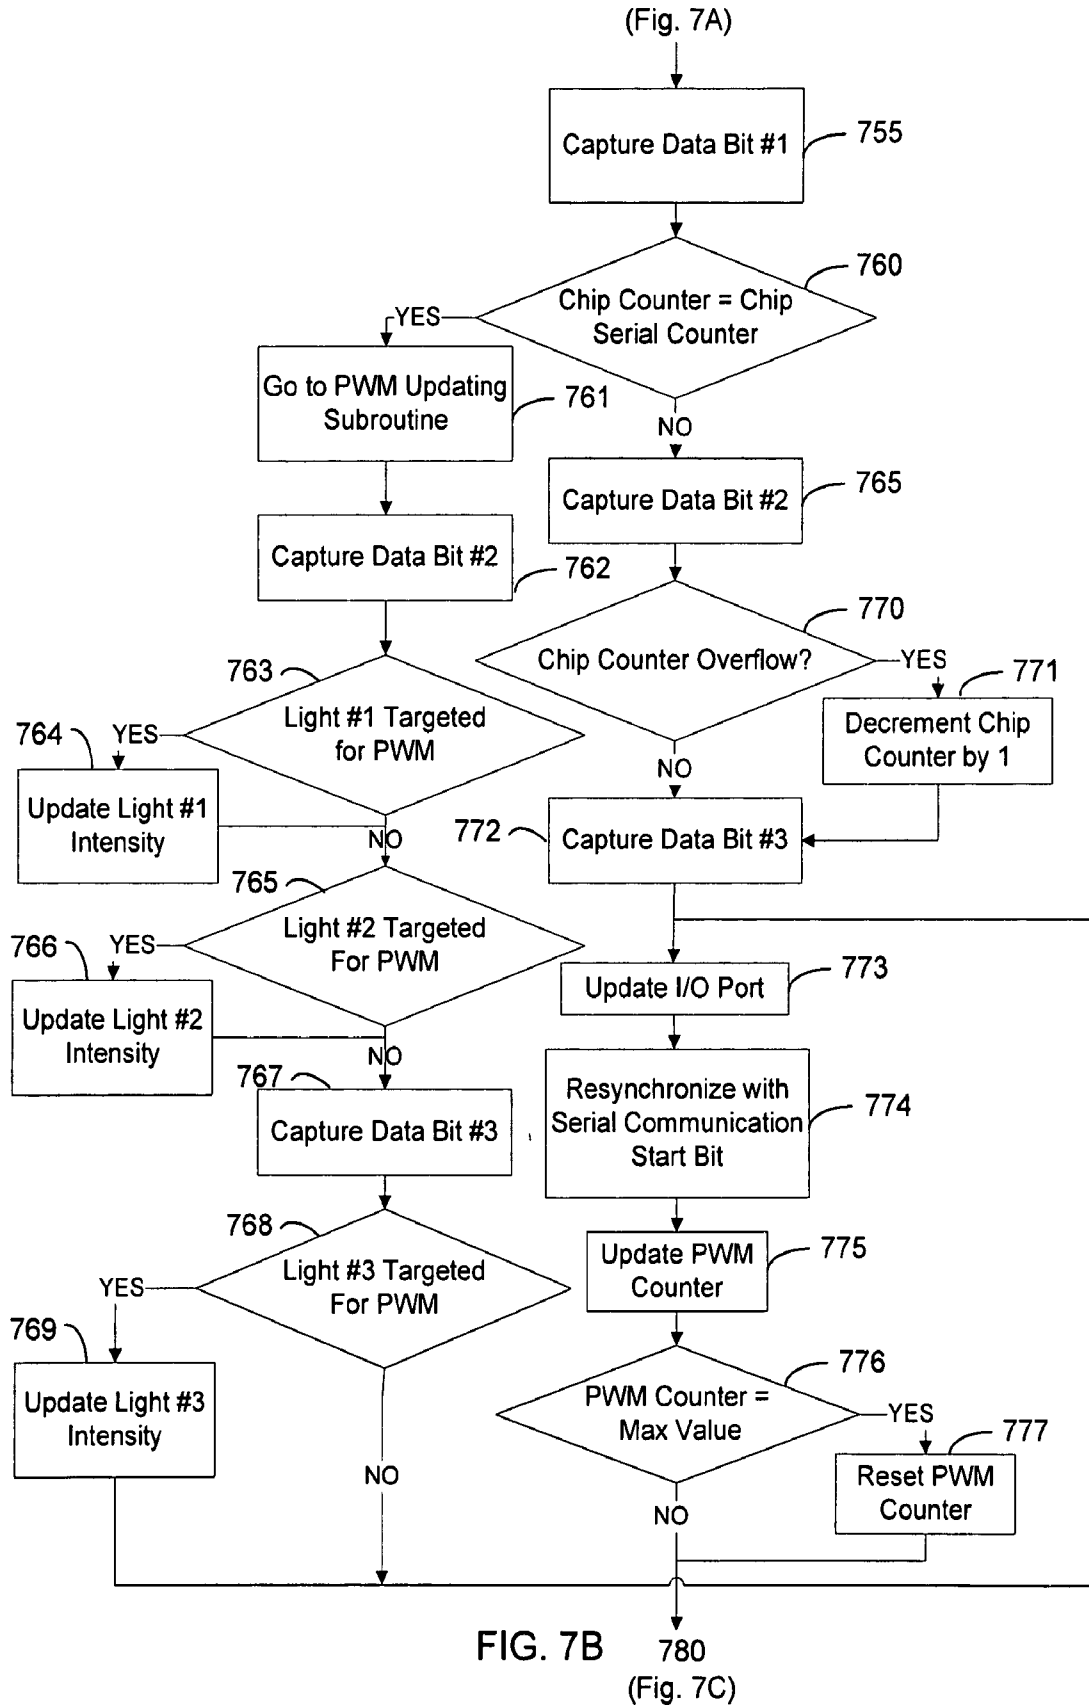 (Fig. 7A)
Capture Data Bit #1
755
760
Chip Counter = Chip
Serial Counter
YES
Go to PWM Updating
Subroutine
761
NO
Capture Data Bit #2
765
Capture Data Bit #2
762
770
Chip Counter Overflow?
YES
771
Decrement Chip
Counter by 1
763
Light #1 Targeted
for PWM
YES
764
Update Light #1
Intensity
NO
NO
772
Capture Data Bit #3
765
Light #2 Targeted
For PWM
YES
766
Update Light #2
Intensity
NO
773
Update I/O Port
767
Capture Data Bit #3
Resynchronize with
Serial Communication
Start Bit
774
768
Light #3 Targeted
For PWM
YES
769
Update Light #3
Intensity
NO
Update PWM
Counter
775
776
PWM Counter =
Max Value
YES
777
Reset PWM
Counter
NO
FIG. 7B
780
(Fig. 7C)